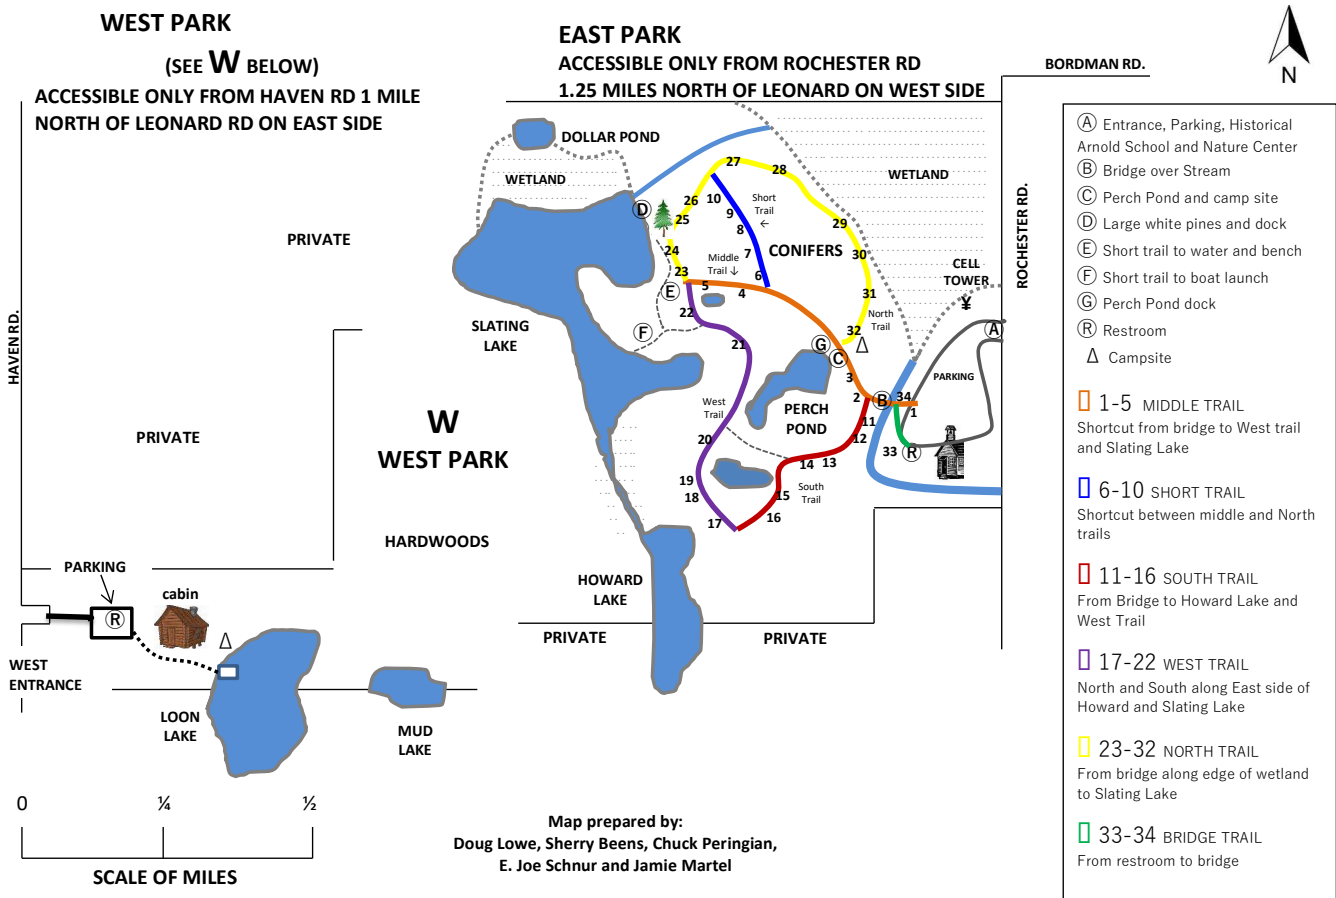 WEST PARK
(SEE W BELOW)
ACCESSIBLE ONLY FROM HAVEN RD 1 MILE
NORTH OF LEONARD RD ON EAST SIDE
EAST PARK
ACCESSIBLE ONLY FROM ROCHESTER RD
1.25 MILES NORTH OF LEONARD ON WEST SIDE
BORDMAN RD.
N
HAVEN RD.
ROCHESTER RD.
DOLLAR POND
WETLAND
WETLAND
PRIVATE
PRIVATE
SLATING
LAKE
W
WEST PARK
HARDWOODS
D
E
F
G
C
B
A
R
27
28
26
25
24
23
22
21
20
19
18
17
10
9
8
7
6
5
4
29
30
31
32
3
2
34
1
11
12
33
14
13
15
16
Short
Trail
←
Middle
Trail ↓
CONIFERS
North
Trail
CELL
TOWER
¥
Δ
PARKING
PERCH
POND
West
Trail
South
Trail
HOWARD
LAKE
PRIVATE
PRIVATE
PARKING
R
cabin
Δ
WEST
ENTRANCE
LOON
LAKE
MUD
LAKE
0 ¼ ½
SCALE OF MILES
Map prepared by:
Doug Lowe, Sherry Beens, Chuck Peringian,
E. Joe Schnur and Jamie Martel
Ⓐ Entrance, Parking, Historical
Arnold School and Nature Center
Ⓑ Bridge over Stream
Ⓒ Perch Pond and camp site
Ⓓ Large white pines and dock
Ⓔ Short trail to water and bench
Ⓕ Short trail to boat launch
Ⓖ Perch Pond dock
Ⓡ Restroom
Δ Campsite
1-5 MIDDLE TRAIL
Shortcut from bridge to West trail
and Slating Lake
6-10 SHORT TRAIL
Shortcut between middle and North
trails
11-16 SOUTH TRAIL
From Bridge to Howard Lake and
West Trail
17-22 WEST TRAIL
North and South along East side of
Howard and Slating Lake
23-32 NORTH TRAIL
From bridge along edge of wetland
to Slating Lake
33-34 BRIDGE TRAIL
From restroom to bridge